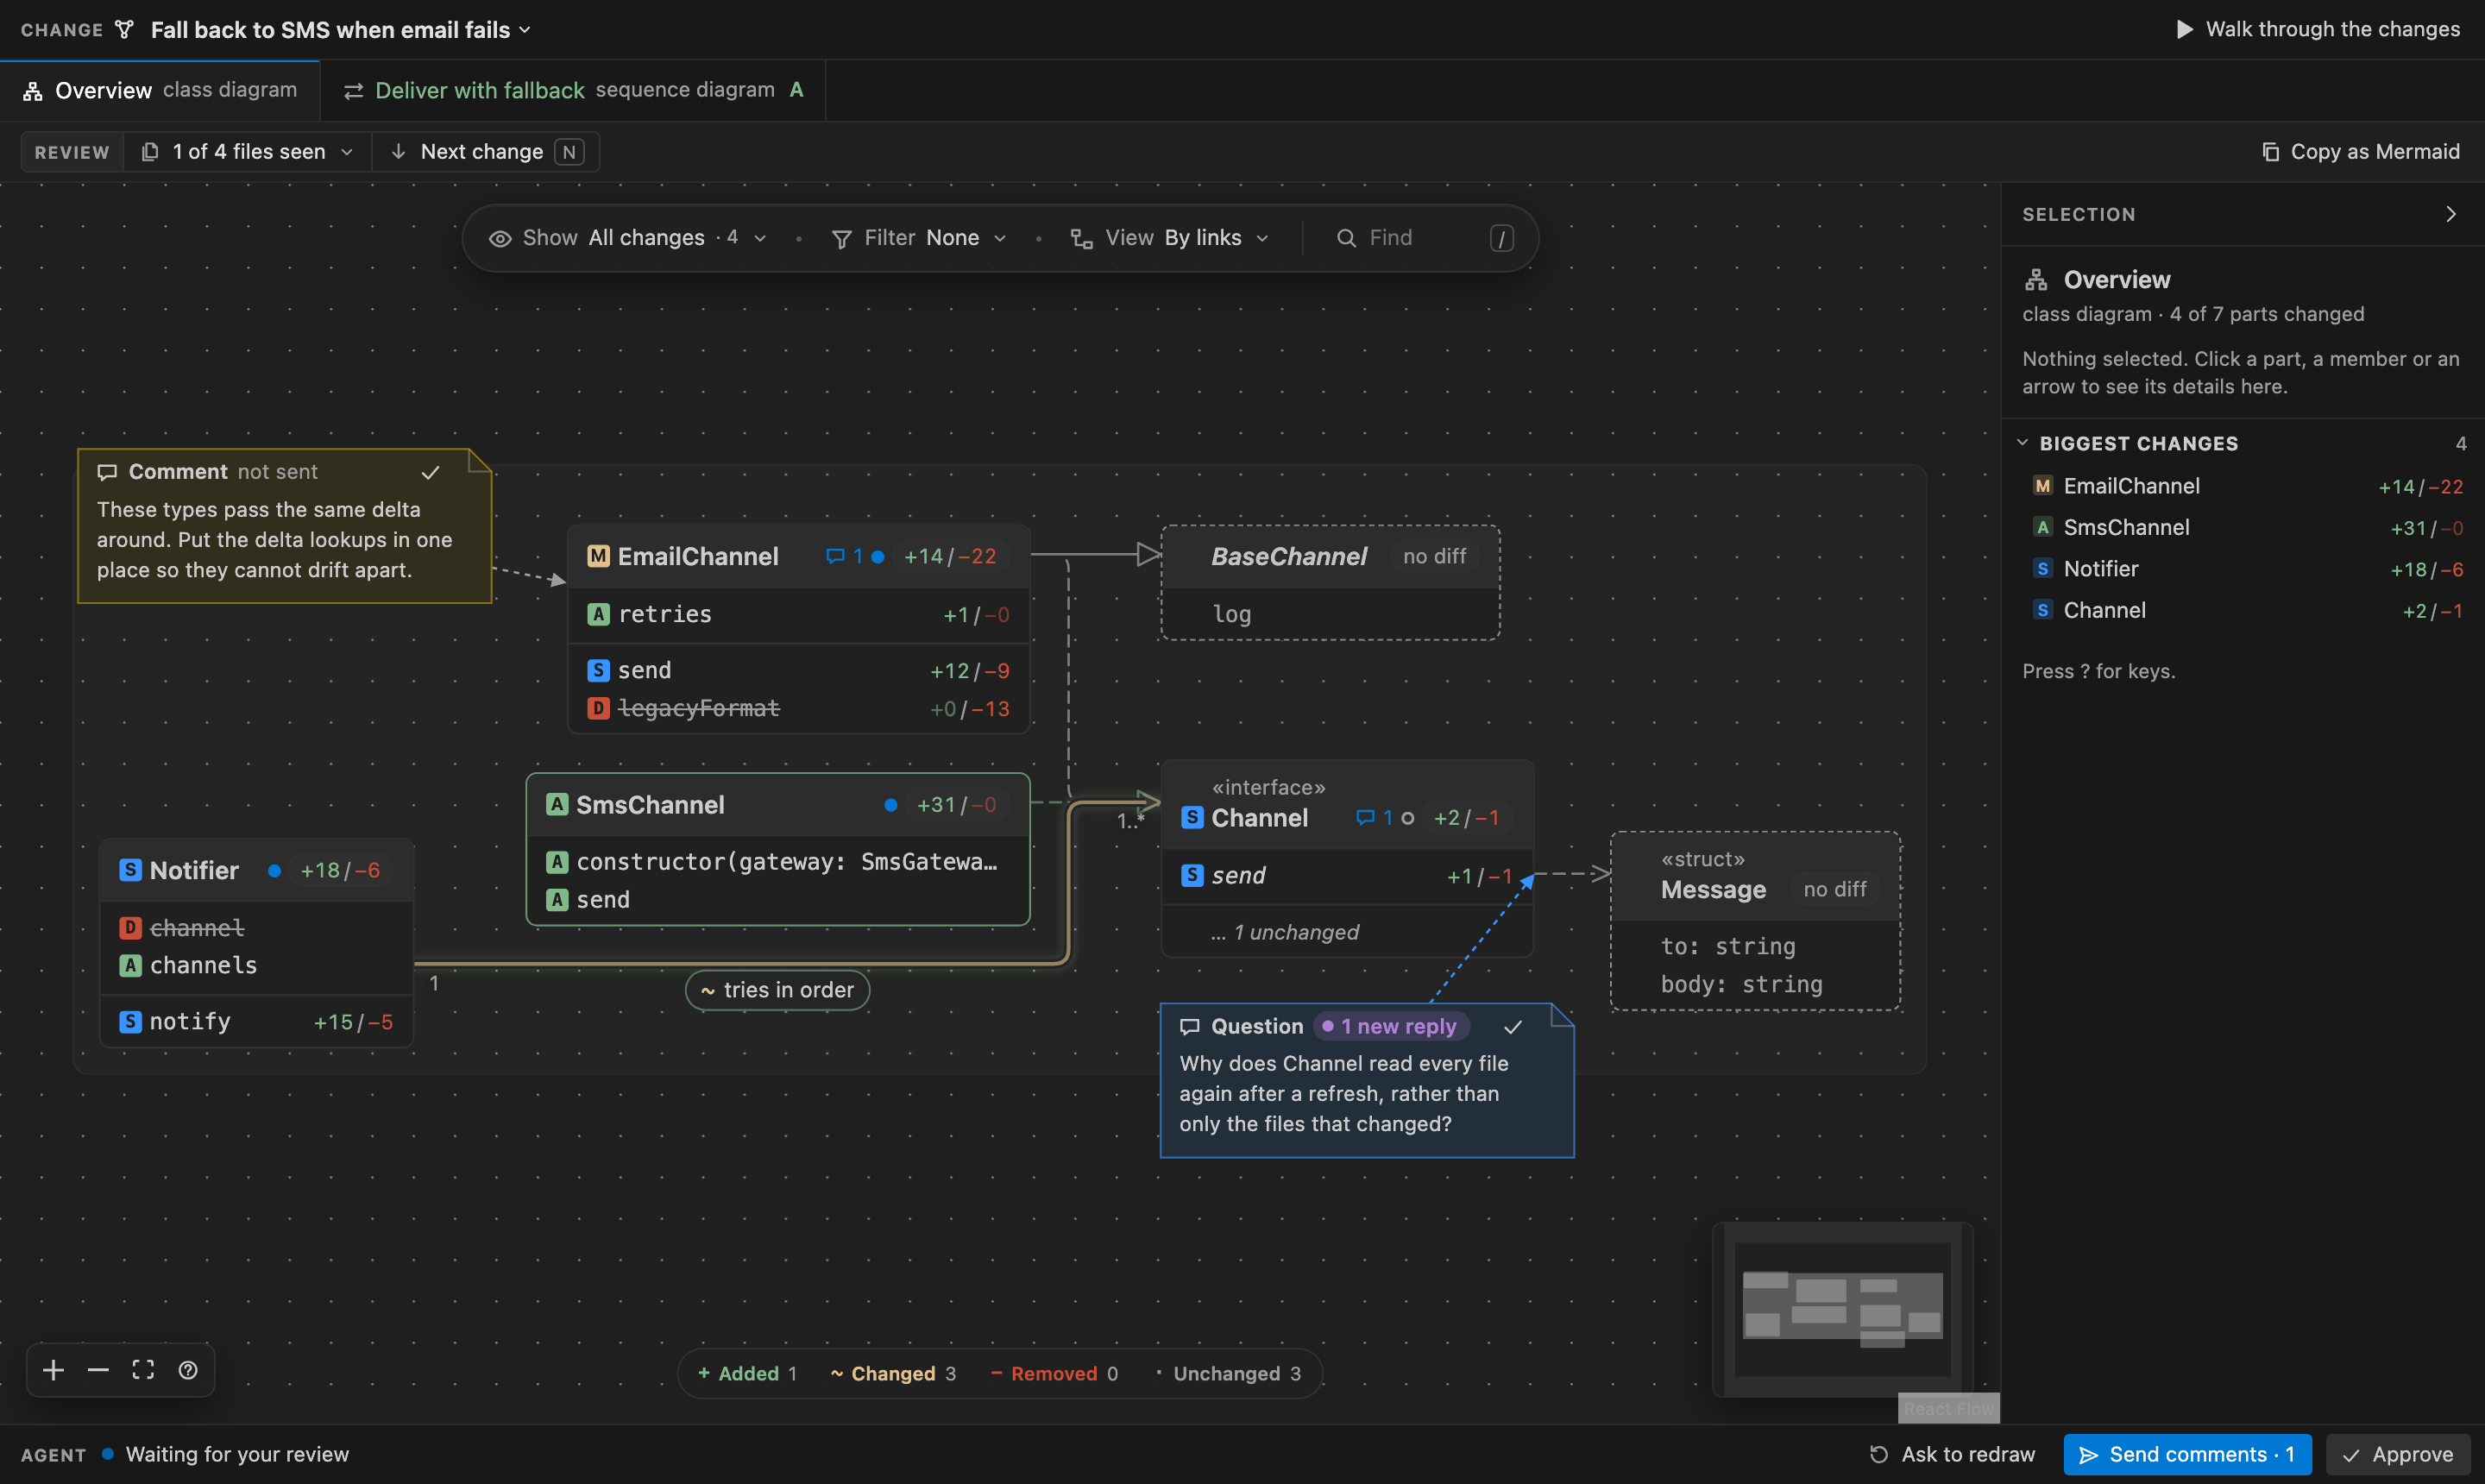 CHANGE Fall back to SMS when email fails
Walk through the changes
Overview class diagram
Deliver with fallback sequence diagram A
REVIEW 1 of 4 files seen
Next change N
Copy as Mermaid
Show All changes · 4
Filter None
View By links
Find /
SELECTION
Overview
class diagram · 4 of 7 parts changed
Nothing selected. Click a part, a member or an
arrow to see its details here.
BIGGEST CHANGES 4
M EmailChannel +14/−22
A SmsChannel +31/−0
S Notifier +18/−6
S Channel +2/−1
Press ? for keys.
Comment not sent
These types pass the same delta
around. Put the delta lookups in one
place so they cannot drift apart.
M EmailChannel 1 +14/−22
A retries +1/−0
S send +12/−9
D legacyFormat +0/−13
BaseChannel no diff
log
A SmsChannel +31/−0
A constructor(gateway: SmsGatewa…
A send
«interface»
S Channel 1 +2/−1
S send +1/−1
... 1 unchanged
1..*
S Notifier +18/−6
D channel
A channels
S notify +15/−5
1
~ tries in order
«struct»
Message no diff
to: string
body: string
Question 1 new reply
Why does Channel read every file
again after a refresh, rather than
only the files that changed?
+ Added 1 ~ Changed 3 − Removed 0 · Unchanged 3
React Flow
AGENT Waiting for your review
Ask to redraw
Send comments · 1
Approve